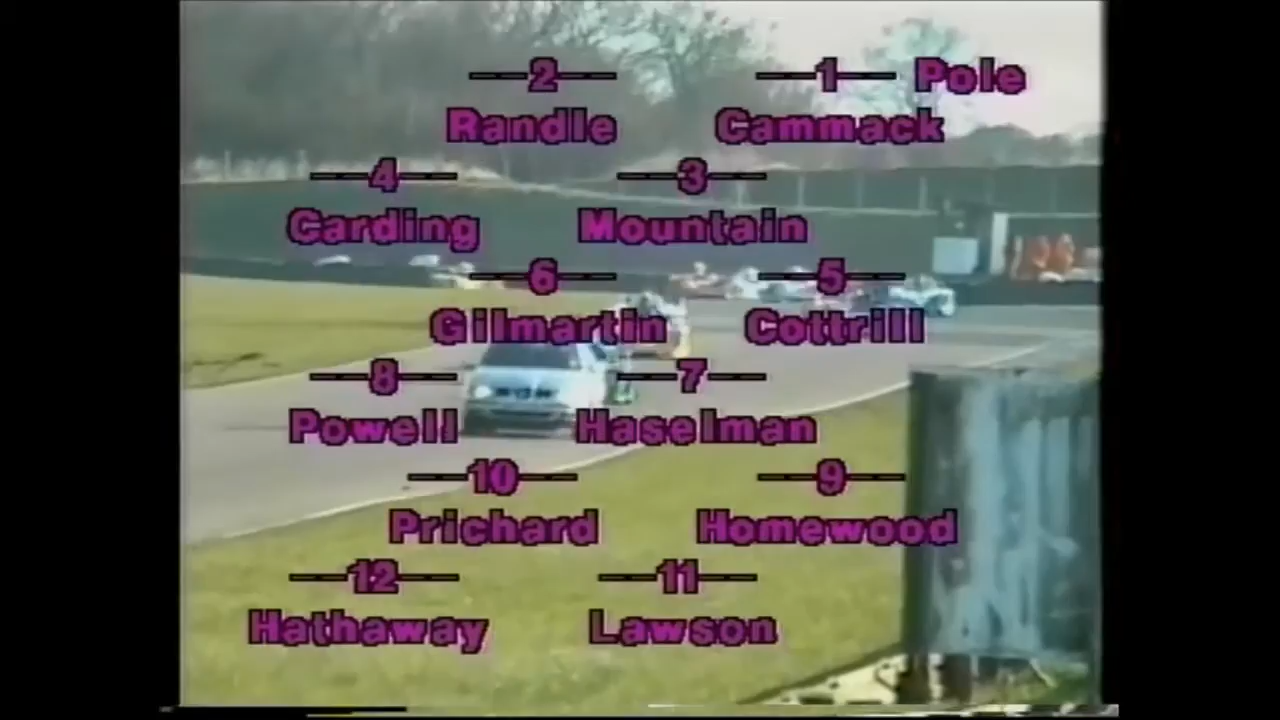 —2— —1— Pole
Randle Cammack
—4— —3—
Carding Mountain
—6— —5—
Gilmartin Cottrill
—8— —7—
Powell Haselman
—10— —9—
Prichard Homewood
—12— —11—
Hathaway Lawson